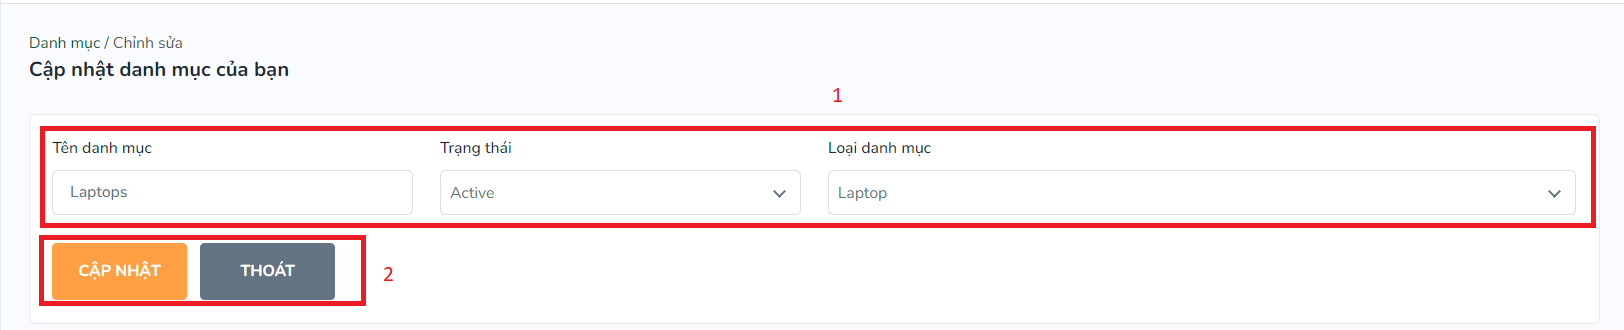 Danh mục / Chỉnh sửa
Cập nhật danh mục của bạn
1
Tên danh mục Trạng thái Loại danh mục
Laptops Active Laptop
CẬP NHẬT THOÁT 2